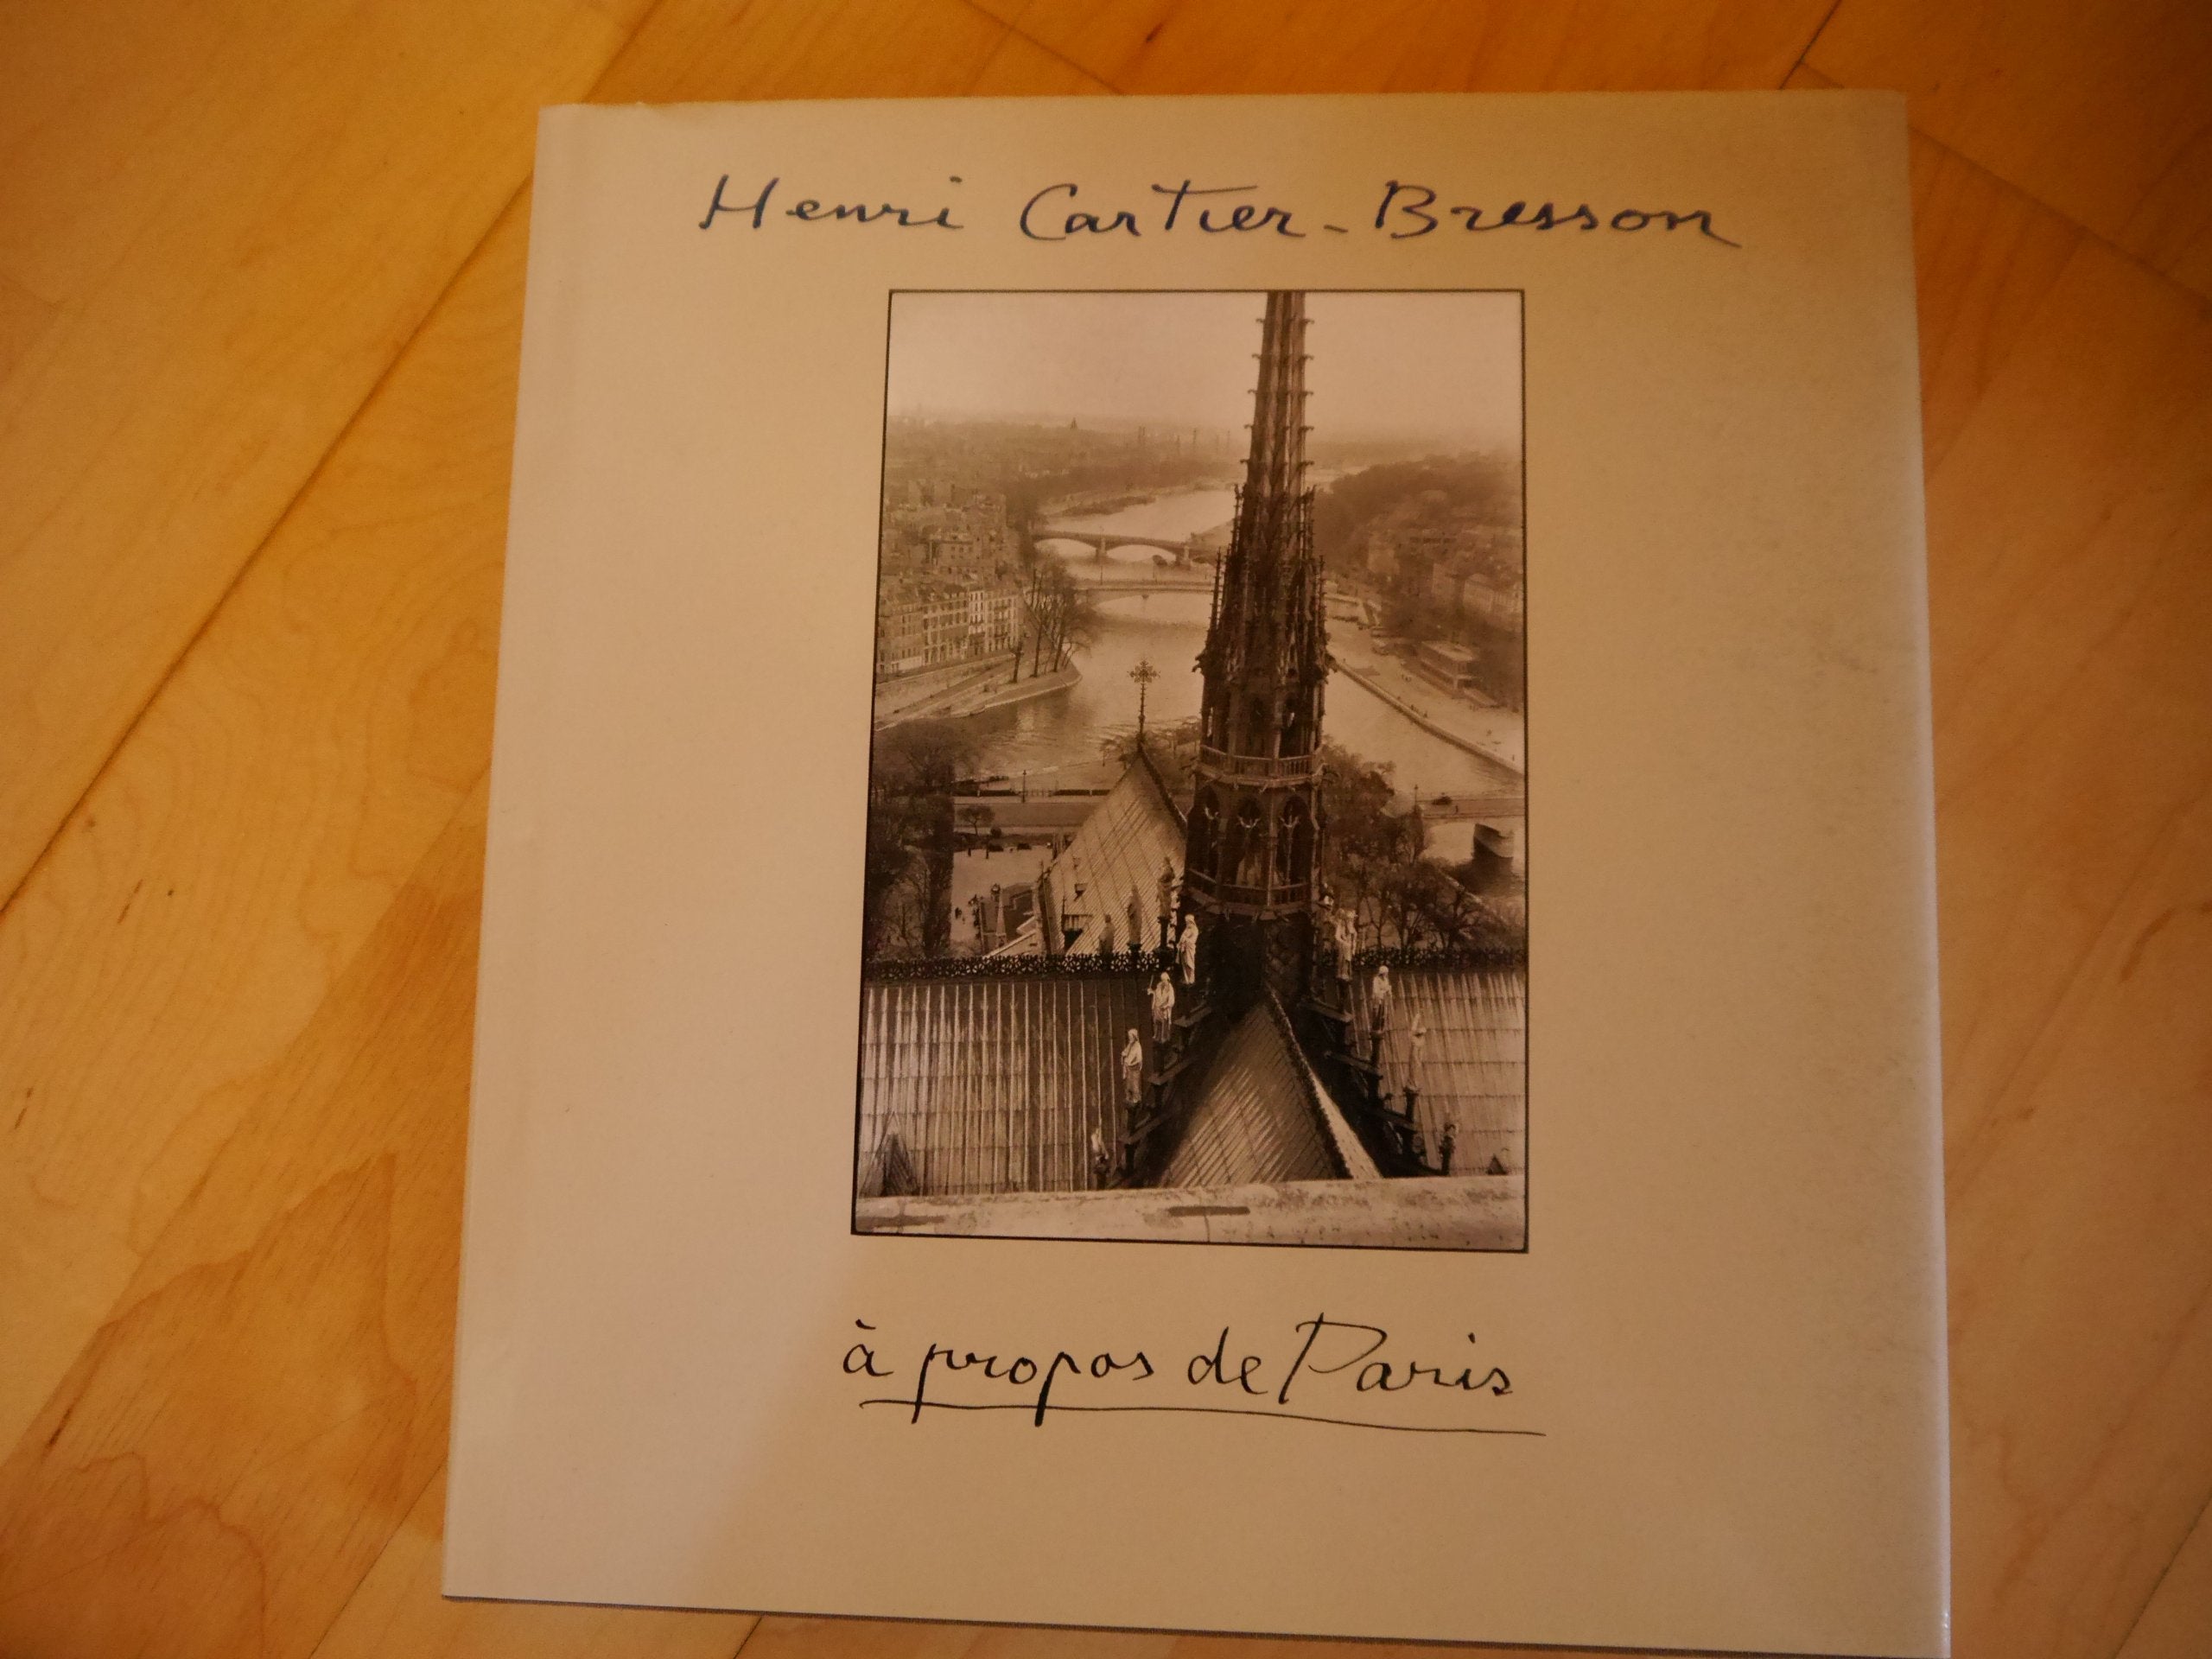 Henri Cartier-Bresson
à propos de Paris